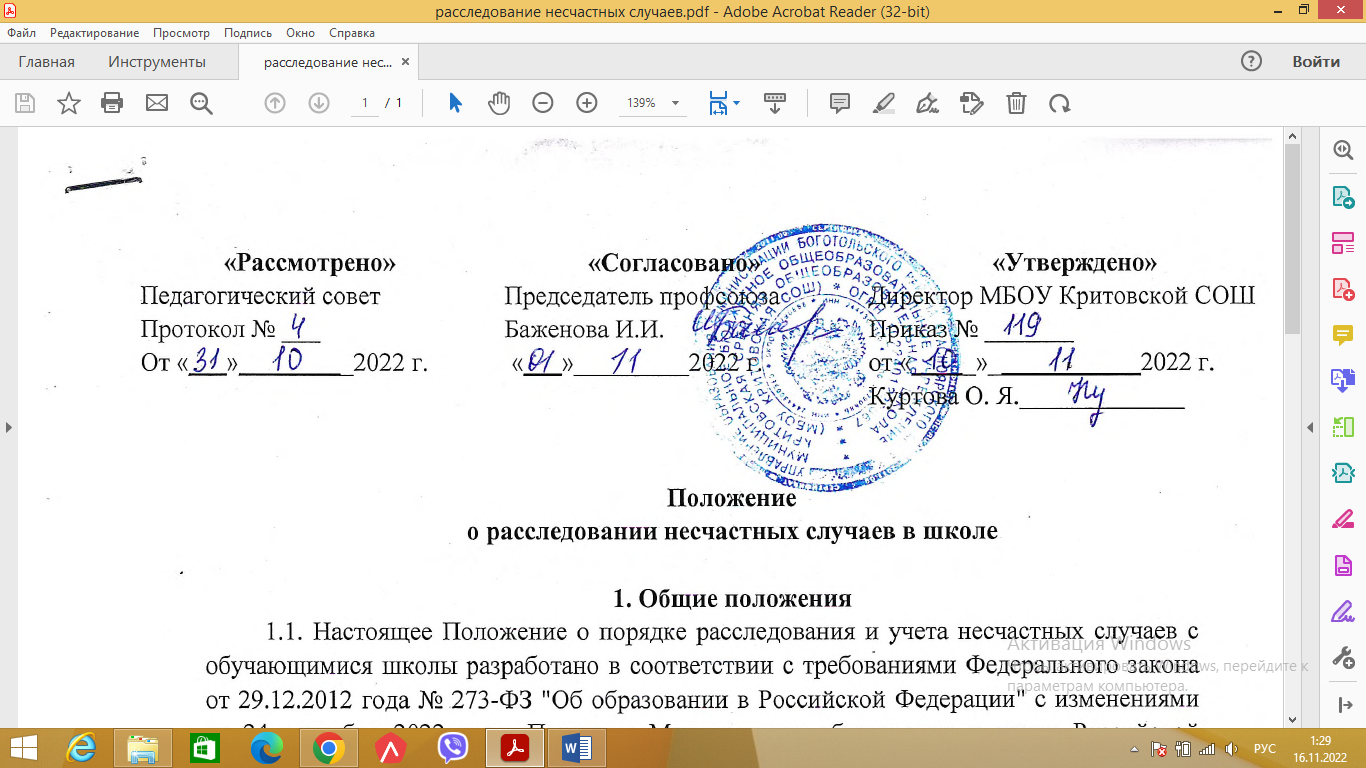 расследование несчастных случаев.pdf - Adobe Acrobat Reader (32-bit)
Файл Редактирование Просмотр Подпись Окно Справка
Главная Инструменты расследование нес... Войти
1 / 1 139%
«Рассмотрено»
Педагогический совет
Протокол № 4
От «31» 10 2022 г.
«Согласовано»
Председатель профсоюза
Баженова И.И.
«01» 11 2022 г.
«Утверждено»
Директор МБОУ Критовской СОШ
Приказ № 119
от «10» 11 2022 г.
Куртова О. Я.
Положение
о расследовании несчастных случаев в школе
1. Общие положения
1.1. Настоящее Положение о порядке расследования и учета несчастных случаев с
обучающимися школы разработано в соответствии с требованиями Федерального закона
от 29.12.2012 года № 273-ФЗ "Об образовании в Российской Федерации" с изменениями
Активация Windows
перейдите к
параметрам компьютера.
РУС
1:29
16.11.2022